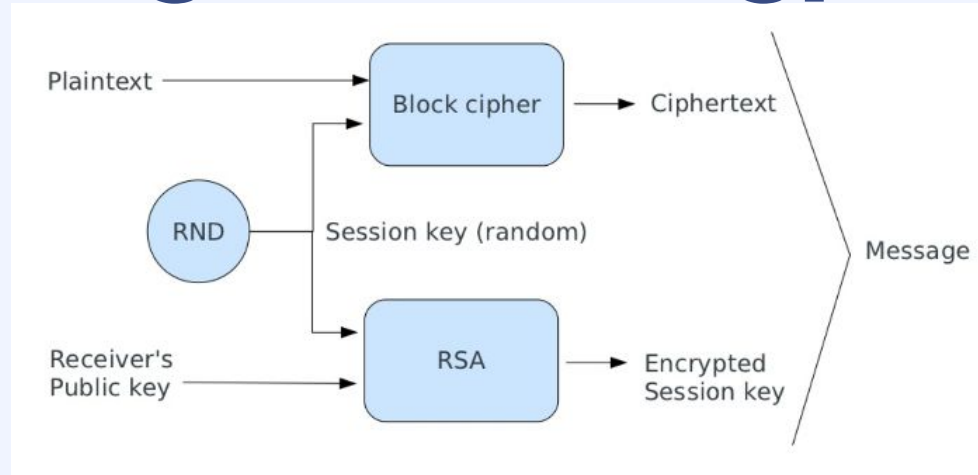 Plaintext
Block cipher
Ciphertext
RND
Session key (random)
Message
Receiver's
Public key
RSA
Encrypted
Session key